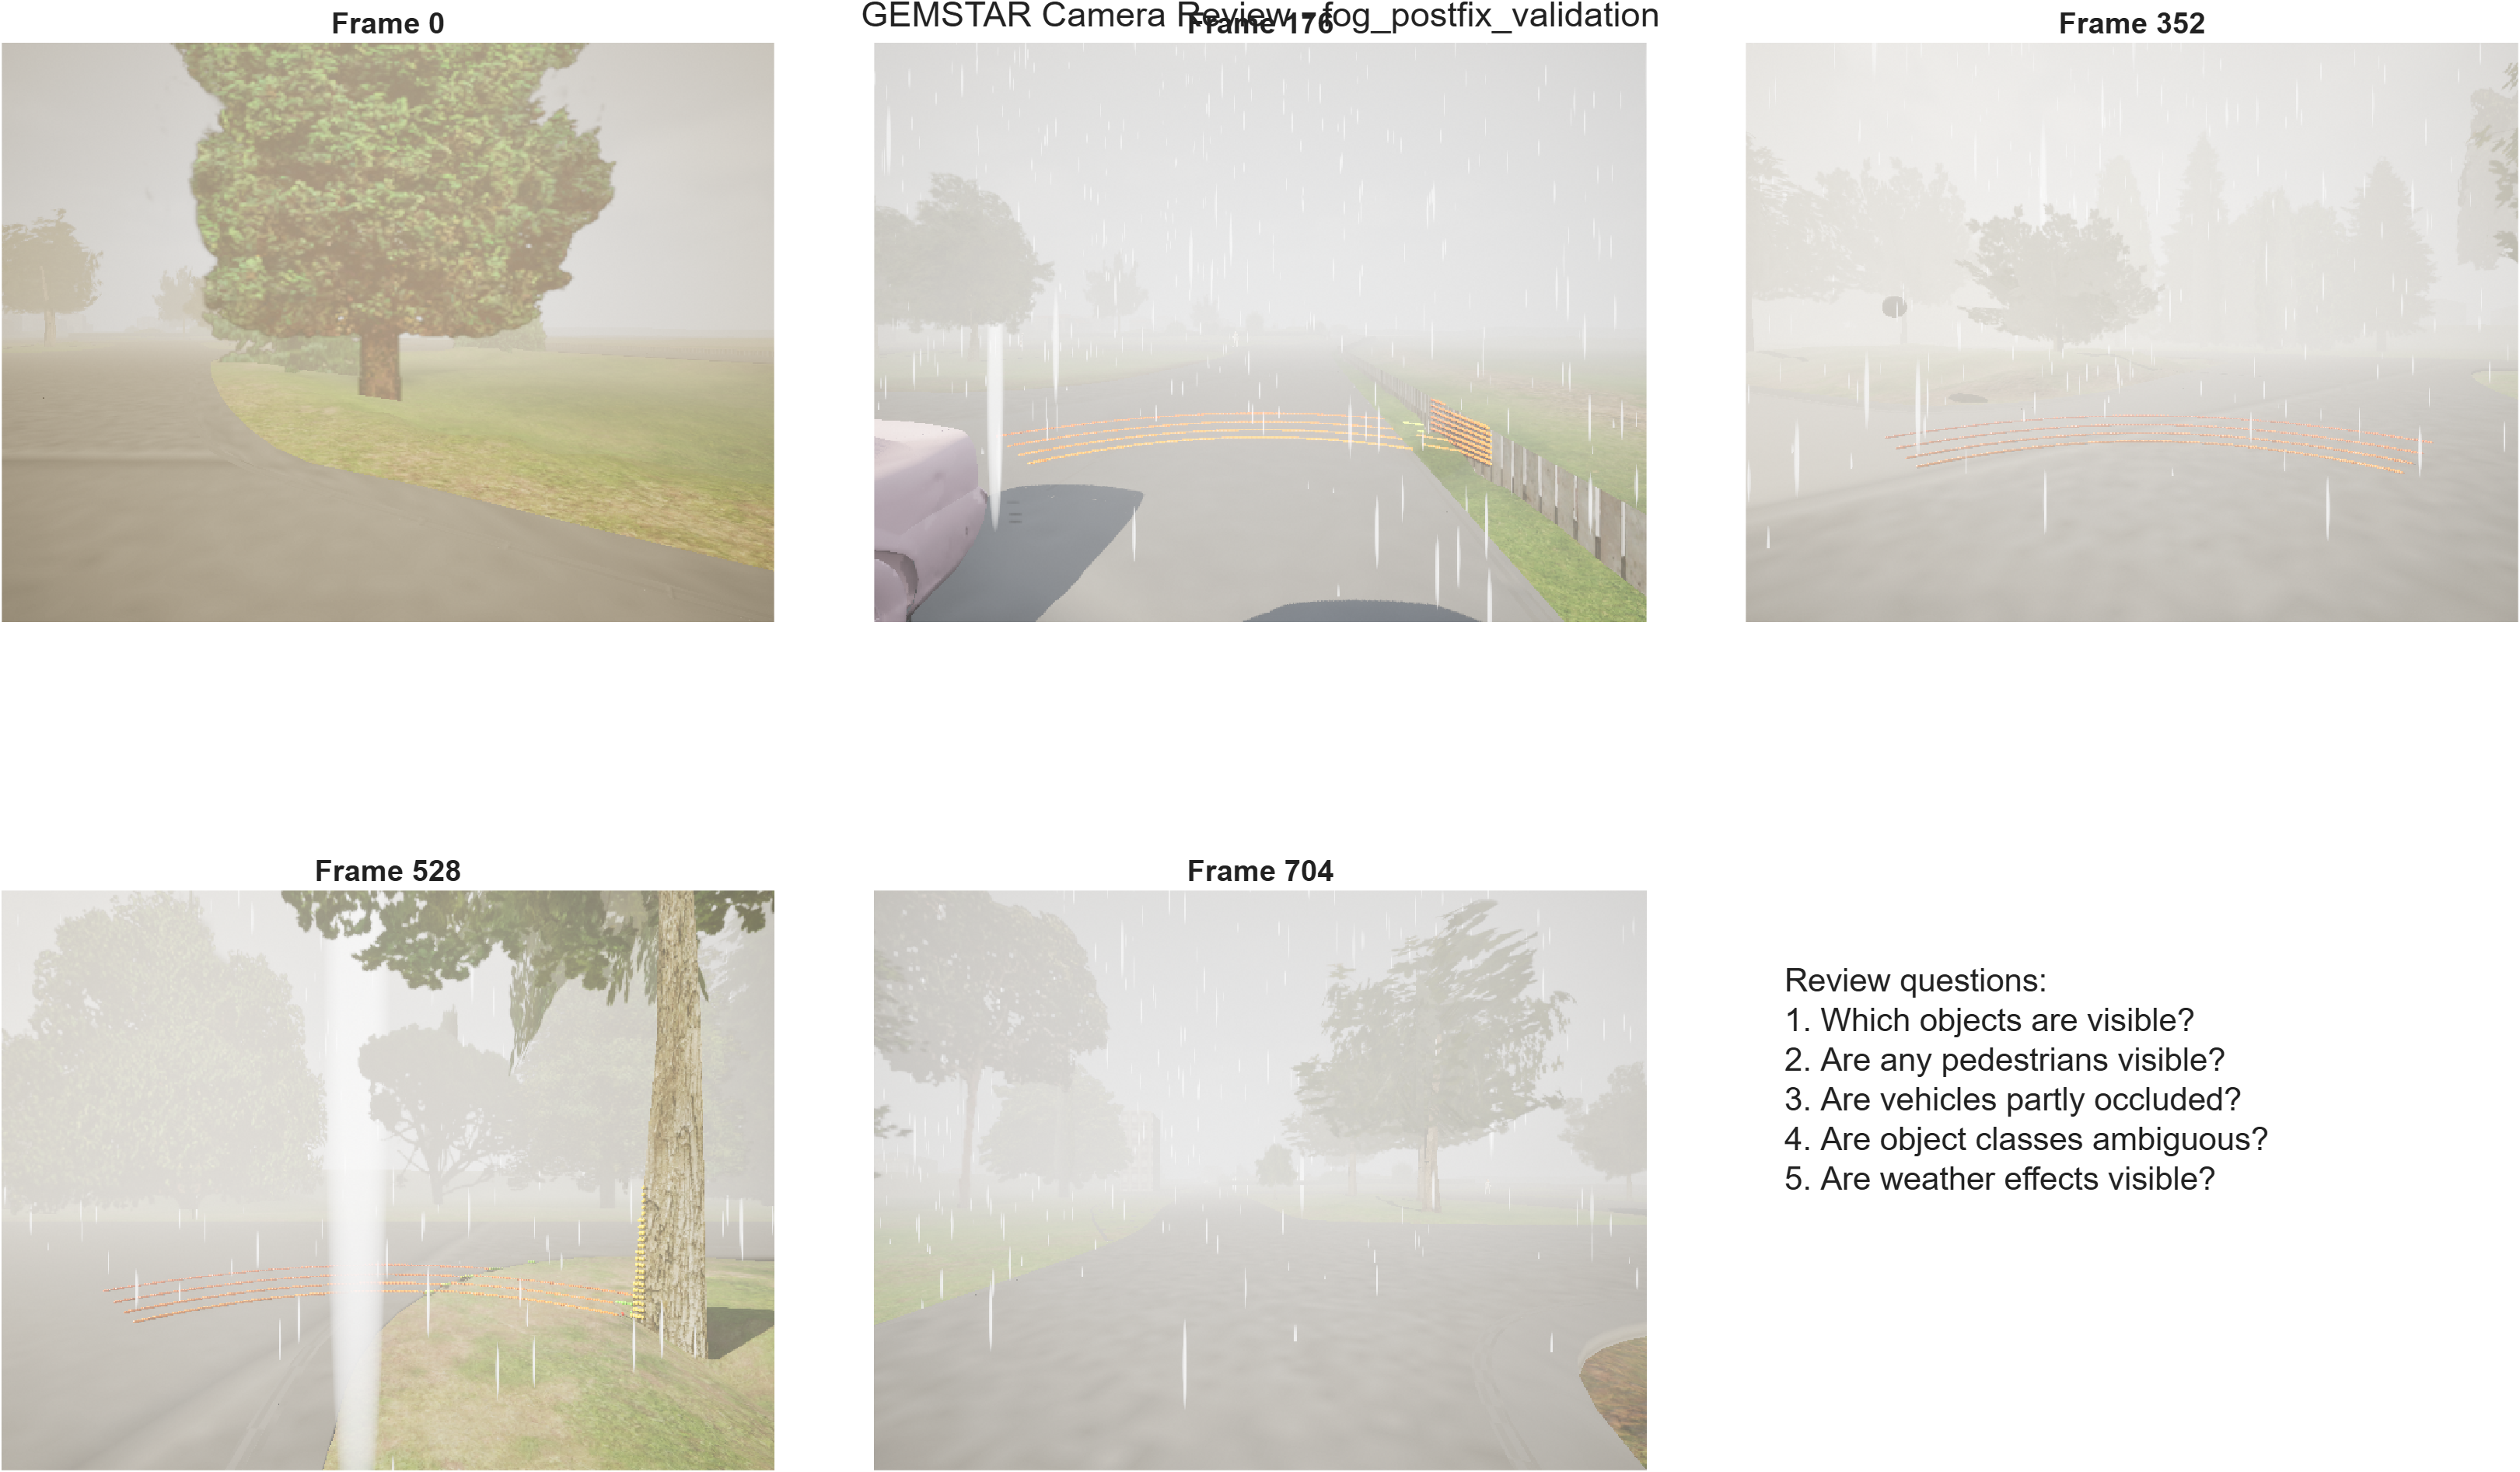 GEMSTAR Camera Review - fog_postfix_validation
Frame 0
Frame 176
Frame 352
Frame 528
Frame 704
Review questions:
1. Which objects are visible?
2. Are any pedestrians visible?
3. Are vehicles partly occluded?
4. Are object classes ambiguous?
5. Are weather effects visible?